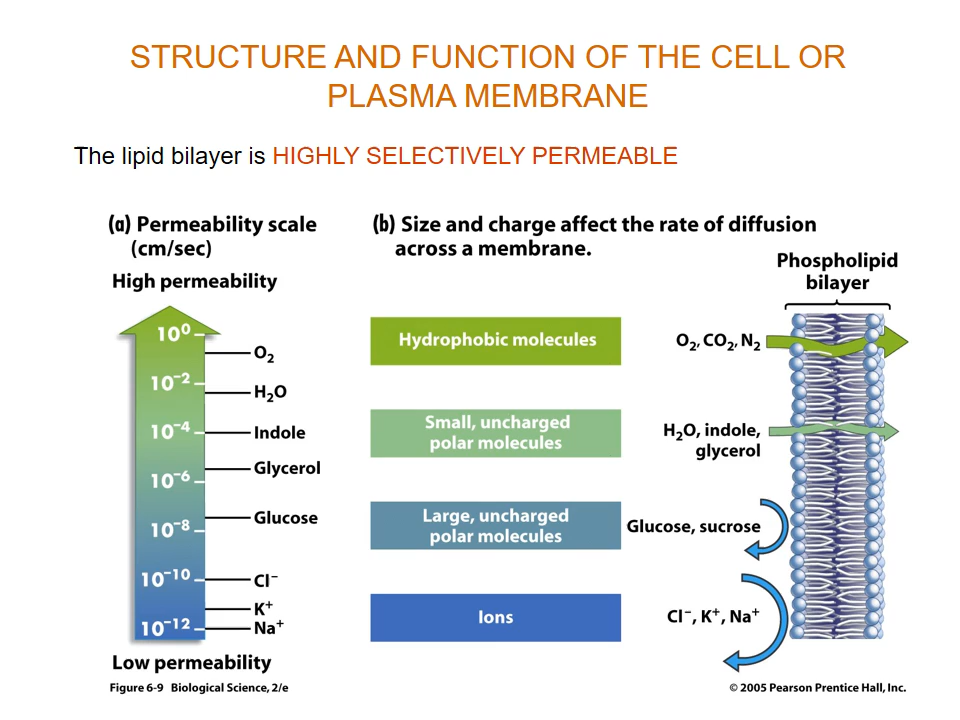 STRUCTURE AND FUNCTION OF THE CELL OR
PLASMA MEMBRANE
The lipid bilayer is HIGHLY SELECTIVELY PERMEABLE
(a) Permeability scale
(cm/sec)
High permeability
10⁰
O₂
10⁻²
H₂O
10⁻⁴
Indole
Glycerol
10⁻⁶
Glucose
10⁻⁸
10⁻¹⁰
Cl⁻
K⁺
10⁻¹²
Na⁺
Low permeability
(b) Size and charge affect the rate of diffusion
across a membrane.
Phospholipid
bilayer
Hydrophobic molecules
O₂, CO₂, N₂
Small, uncharged
polar molecules
H₂O, indole,
glycerol
Large, uncharged
polar molecules
Glucose, sucrose
Ions
Cl⁻, K⁺, Na⁺
Figure 6-9 Biological Science, 2/e
© 2005 Pearson Prentice Hall, Inc.